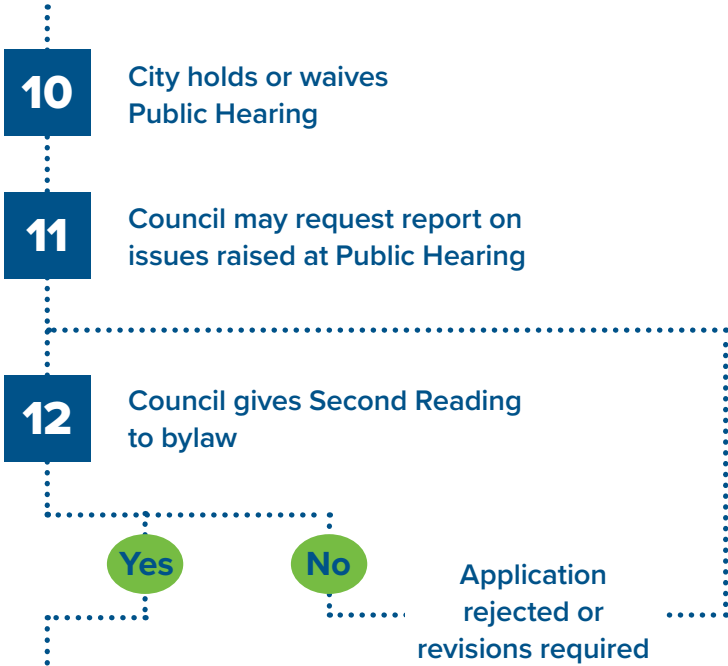 10
City holds or waives
Public Hearing
11
Council may request report on
issues raised at Public Hearing
12
Council gives Second Reading
to bylaw
Yes
No
Application
rejected or
revisions required